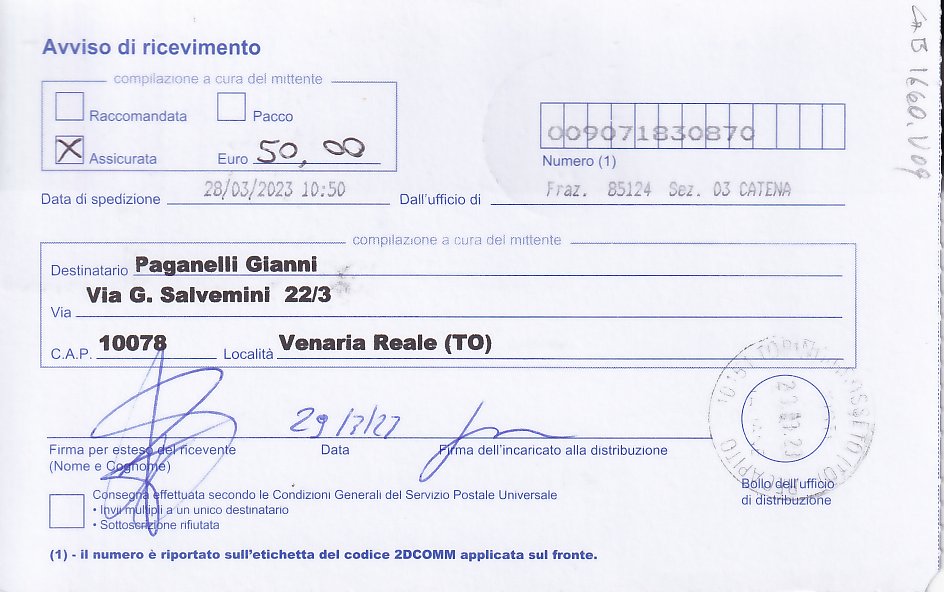 Avviso di ricevimento
compilazione a cura del mittente
Raccomandata Pacco
X Assicurata Euro 50,00
009071830870
Numero (1)
Data di spedizione 28/03/2023 10:50 Dall'ufficio di Fraz. 85124 Sez. 03 CATENA
compilazione a cura del mittente
Destinatario Paganelli Gianni
Via G. Salvemini 22/3
Via
C.A.P. 10078 Località Venaria Reale (TO)
Firma per esteso del ricevente Data Firma dell'incaricato alla distribuzione
(Nome e Cognome)
Bollo dell'ufficio
di distribuzione
Consegna effettuata secondo le Condizioni Generali del Servizio Postale Universale
• Invii multipli a un unico destinatario
• Sottoscrizione rifiutata
(1) - il numero è riportato sull'etichetta del codice 2DCOMM applicata sul fronte.